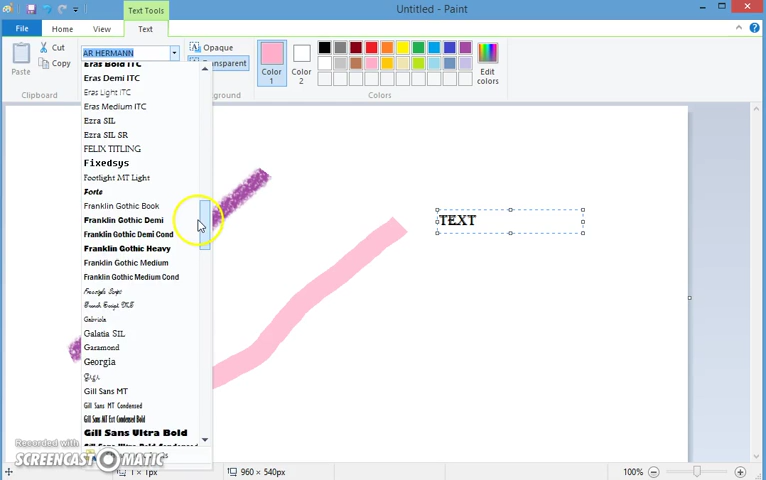 Text Tools
Untitled - Paint
File
Home
View
Text
Paste
Cut
Copy
Clipboard
AR HERMANN
Opaque
Transparent
Color
1
Color
2
Edit
colors
Colors
Eras Bold ITC
Eras Demi ITC
Eras Light ITC
Eras Medium ITC
Ezra SIL
Ezra SIL SR
FELIX TITLING
Fixedsys
Footlight MT Light
Forte
Franklin Gothic Book
Franklin Gothic Demi
Franklin Gothic Demi Cond
Franklin Gothic Heavy
Franklin Gothic Medium
Franklin Gothic Medium Cond
Freestyle Script
French Script MT
Gabriola
Galatia SIL
Garamond
Georgia
Gigi
Gill Sans MT
Gill Sans MT Condensed
Gill Sans MT Ext Condensed Bold
Gill Sans Ultra Bold
Gill Sans Ultra Bold Condensed
TEXT
Recorded with
SCREENCAST MATIC
1 × 1px
960 × 540px
100%